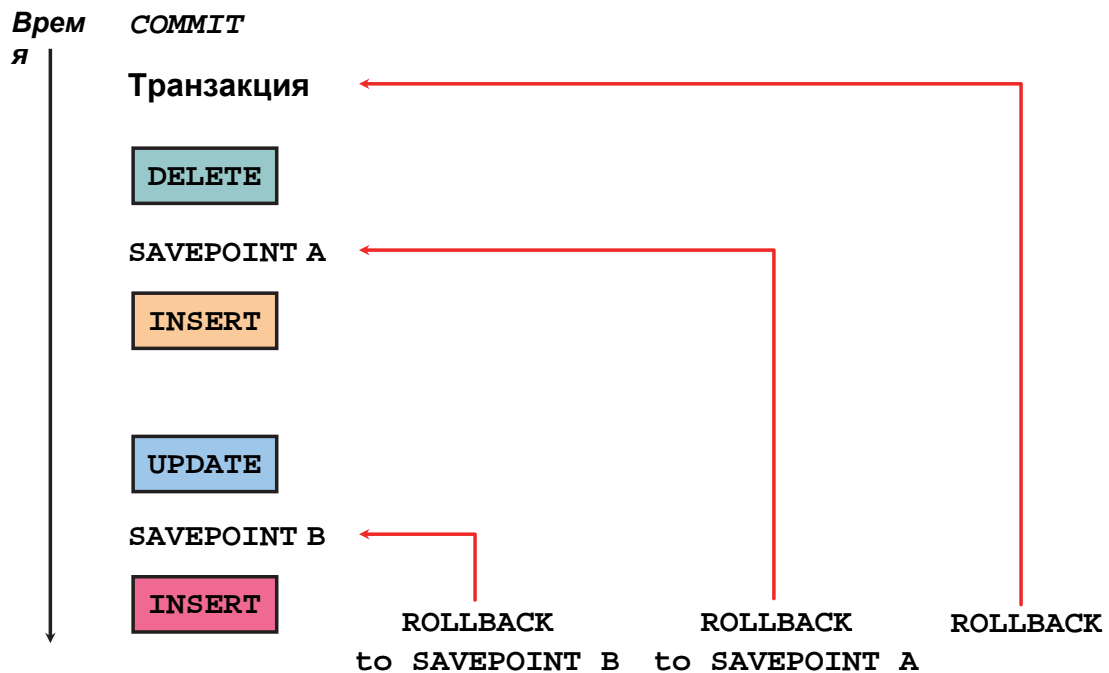 Врем
я
COMMIT
Транзакция
DELETE
SAVEPOINT A
INSERT
UPDATE
SAVEPOINT B
INSERT
ROLLBACK
to SAVEPOINT B
ROLLBACK
to SAVEPOINT A
ROLLBACK